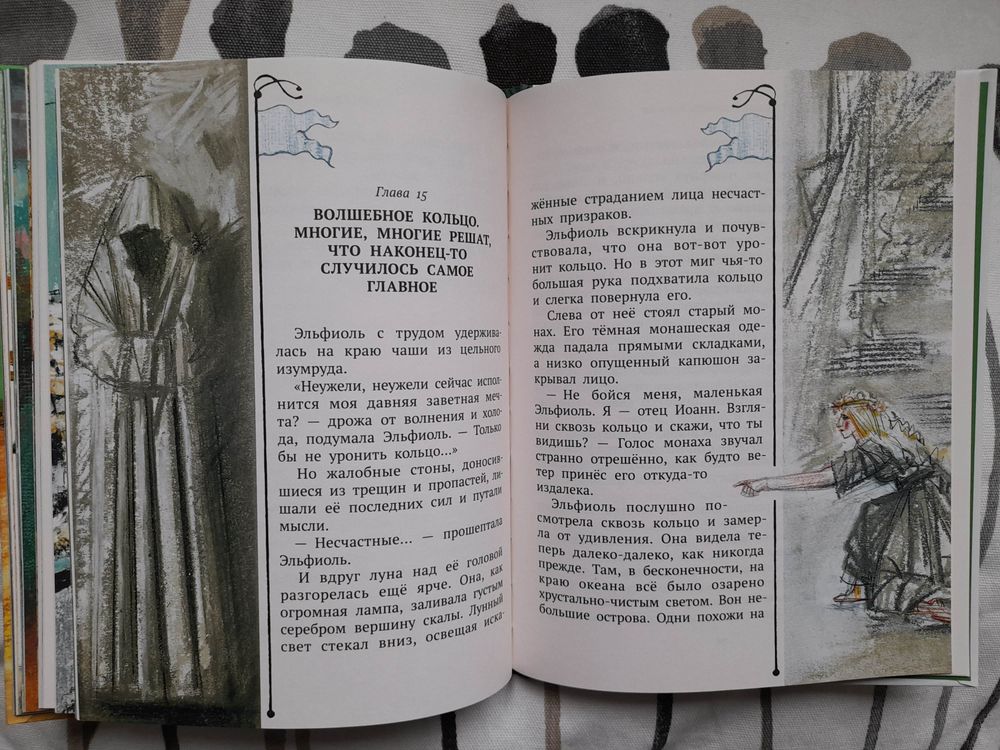 Глава 15
ВОЛШЕБНОЕ КОЛЬЦО.
МНОГИЕ, МНОГИЕ РЕШАТ,
ЧТО НАКОНЕЦ-ТО
СЛУЧИЛОСЬ САМОЕ
ГЛАВНОЕ
Эльфиоль с трудом удержива-
лась на краю чаши из цельного
изумруда.
«Неужели, неужели сейчас испол-
нится моя давняя заветная меч-
та? — дрожа от волнения и холо-
да, подумала Эльфиоль. — Только
бы не уронить кольцо...»
Но жалобные стоны, доносив-
шиеся из трещин и пропастей, ли-
шали её последних сил и путали
мысли.
— Несчастные... — прошептала
Эльфиоль.
И вдруг луна над её головой
разгорелась ещё ярче. Она, как
огромная лампа, заливала густым
серебром вершину скалы. Лунный
свет стекал вниз, освещая иска-
жённые страданием лица несчаст-
ных призраков.
Эльфиоль вскрикнула и почув-
ствовала, что она вот-вот уро-
нит кольцо. Но в этот миг чья-то
большая рука подхватила кольцо
и слегка повернула его.
Слева от неё стоял старый мо-
нах. Его тёмная монашеская оде-
жда падала прямыми складками,
а низко опущенный капюшон за-
крывал лицо.
— Не бойся меня, маленькая
Эльфиоль. Я — отец Иоанн. Взгля-
ни сквозь кольцо и скажи, что ты
видишь? — Голос монаха звучал
странно отрешённо, как будто ве-
тер принёс его откуда-то
издалека.
Эльфиоль послушно по-
смотрела сквозь кольцо и замер-
ла от удивления. Она видела те-
перь далеко-далеко, как никогда
прежде. Там, в бесконечности, на
краю океана всё было озарено
хрустально-чистым светом. Вон не-
большие острова. Одни похожи на